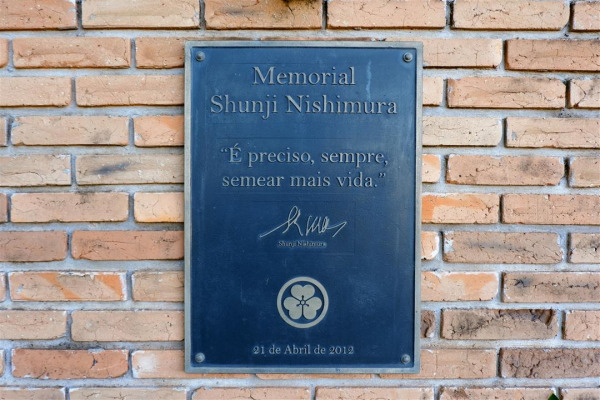 Memorial
Shunji Nishimura
“É preciso, sempre,
semear mais vida.”
Shunji Nishimura
21 de Abril de 2012